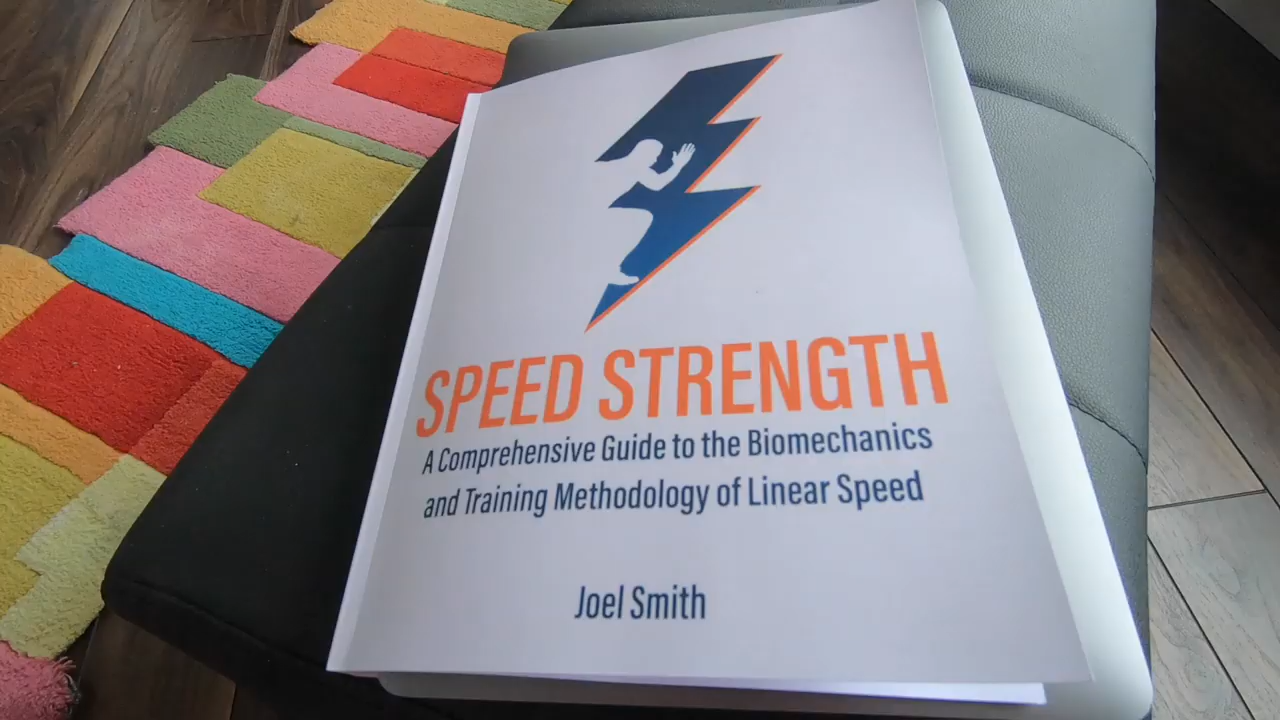 SPEED STRENGTH
A Comprehensive Guide to the Biomechanics
and Training Methodology of Linear Speed
Joel Smith